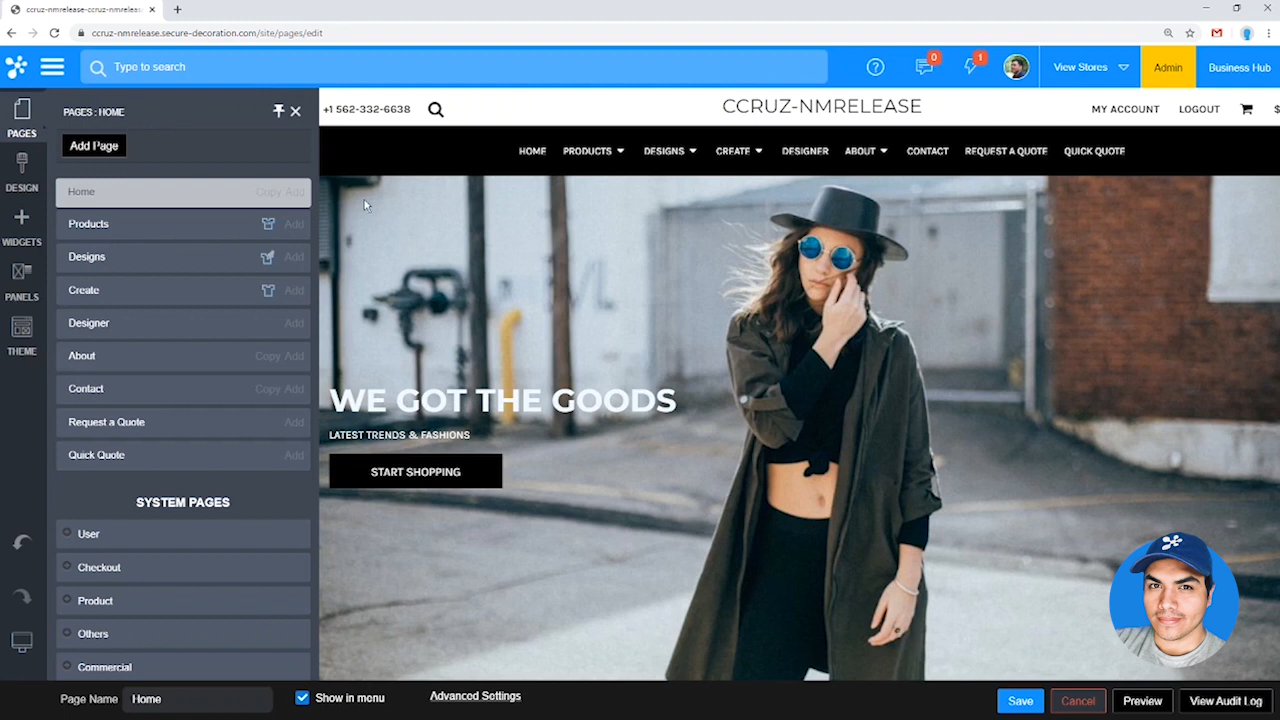 ccruz-nmrelease-ccruz-nmreleas
ccruz-nmrelease.secure-decoration.com/site/pages/edit
Type to search
0
1
View Stores
Admin
Business Hub
PAGES : HOME
+1 562-332-6638
CCRUZ-NMRELEASE
MY ACCOUNT
LOGOUT
$
PAGES
DESIGN
WIDGETS
PANELS
THEME
Add Page
HOME
PRODUCTS
DESIGNS
CREATE
DESIGNER
ABOUT
CONTACT
REQUEST A QUOTE
QUICK QUOTE
Home Copy Add
Products Add
Designs Add
Create Add
Designer Add
About Copy Add
Contact Copy Add
Request a Quote Add
Quick Quote Add
SYSTEM PAGES
User
Checkout
Product
Others
Commercial
WE GOT THE GOODS
LATEST TRENDS & FASHIONS
START SHOPPING
Page Name Home
Show in menu
Advanced Settings
Save
Cancel
Preview
View Audit Log